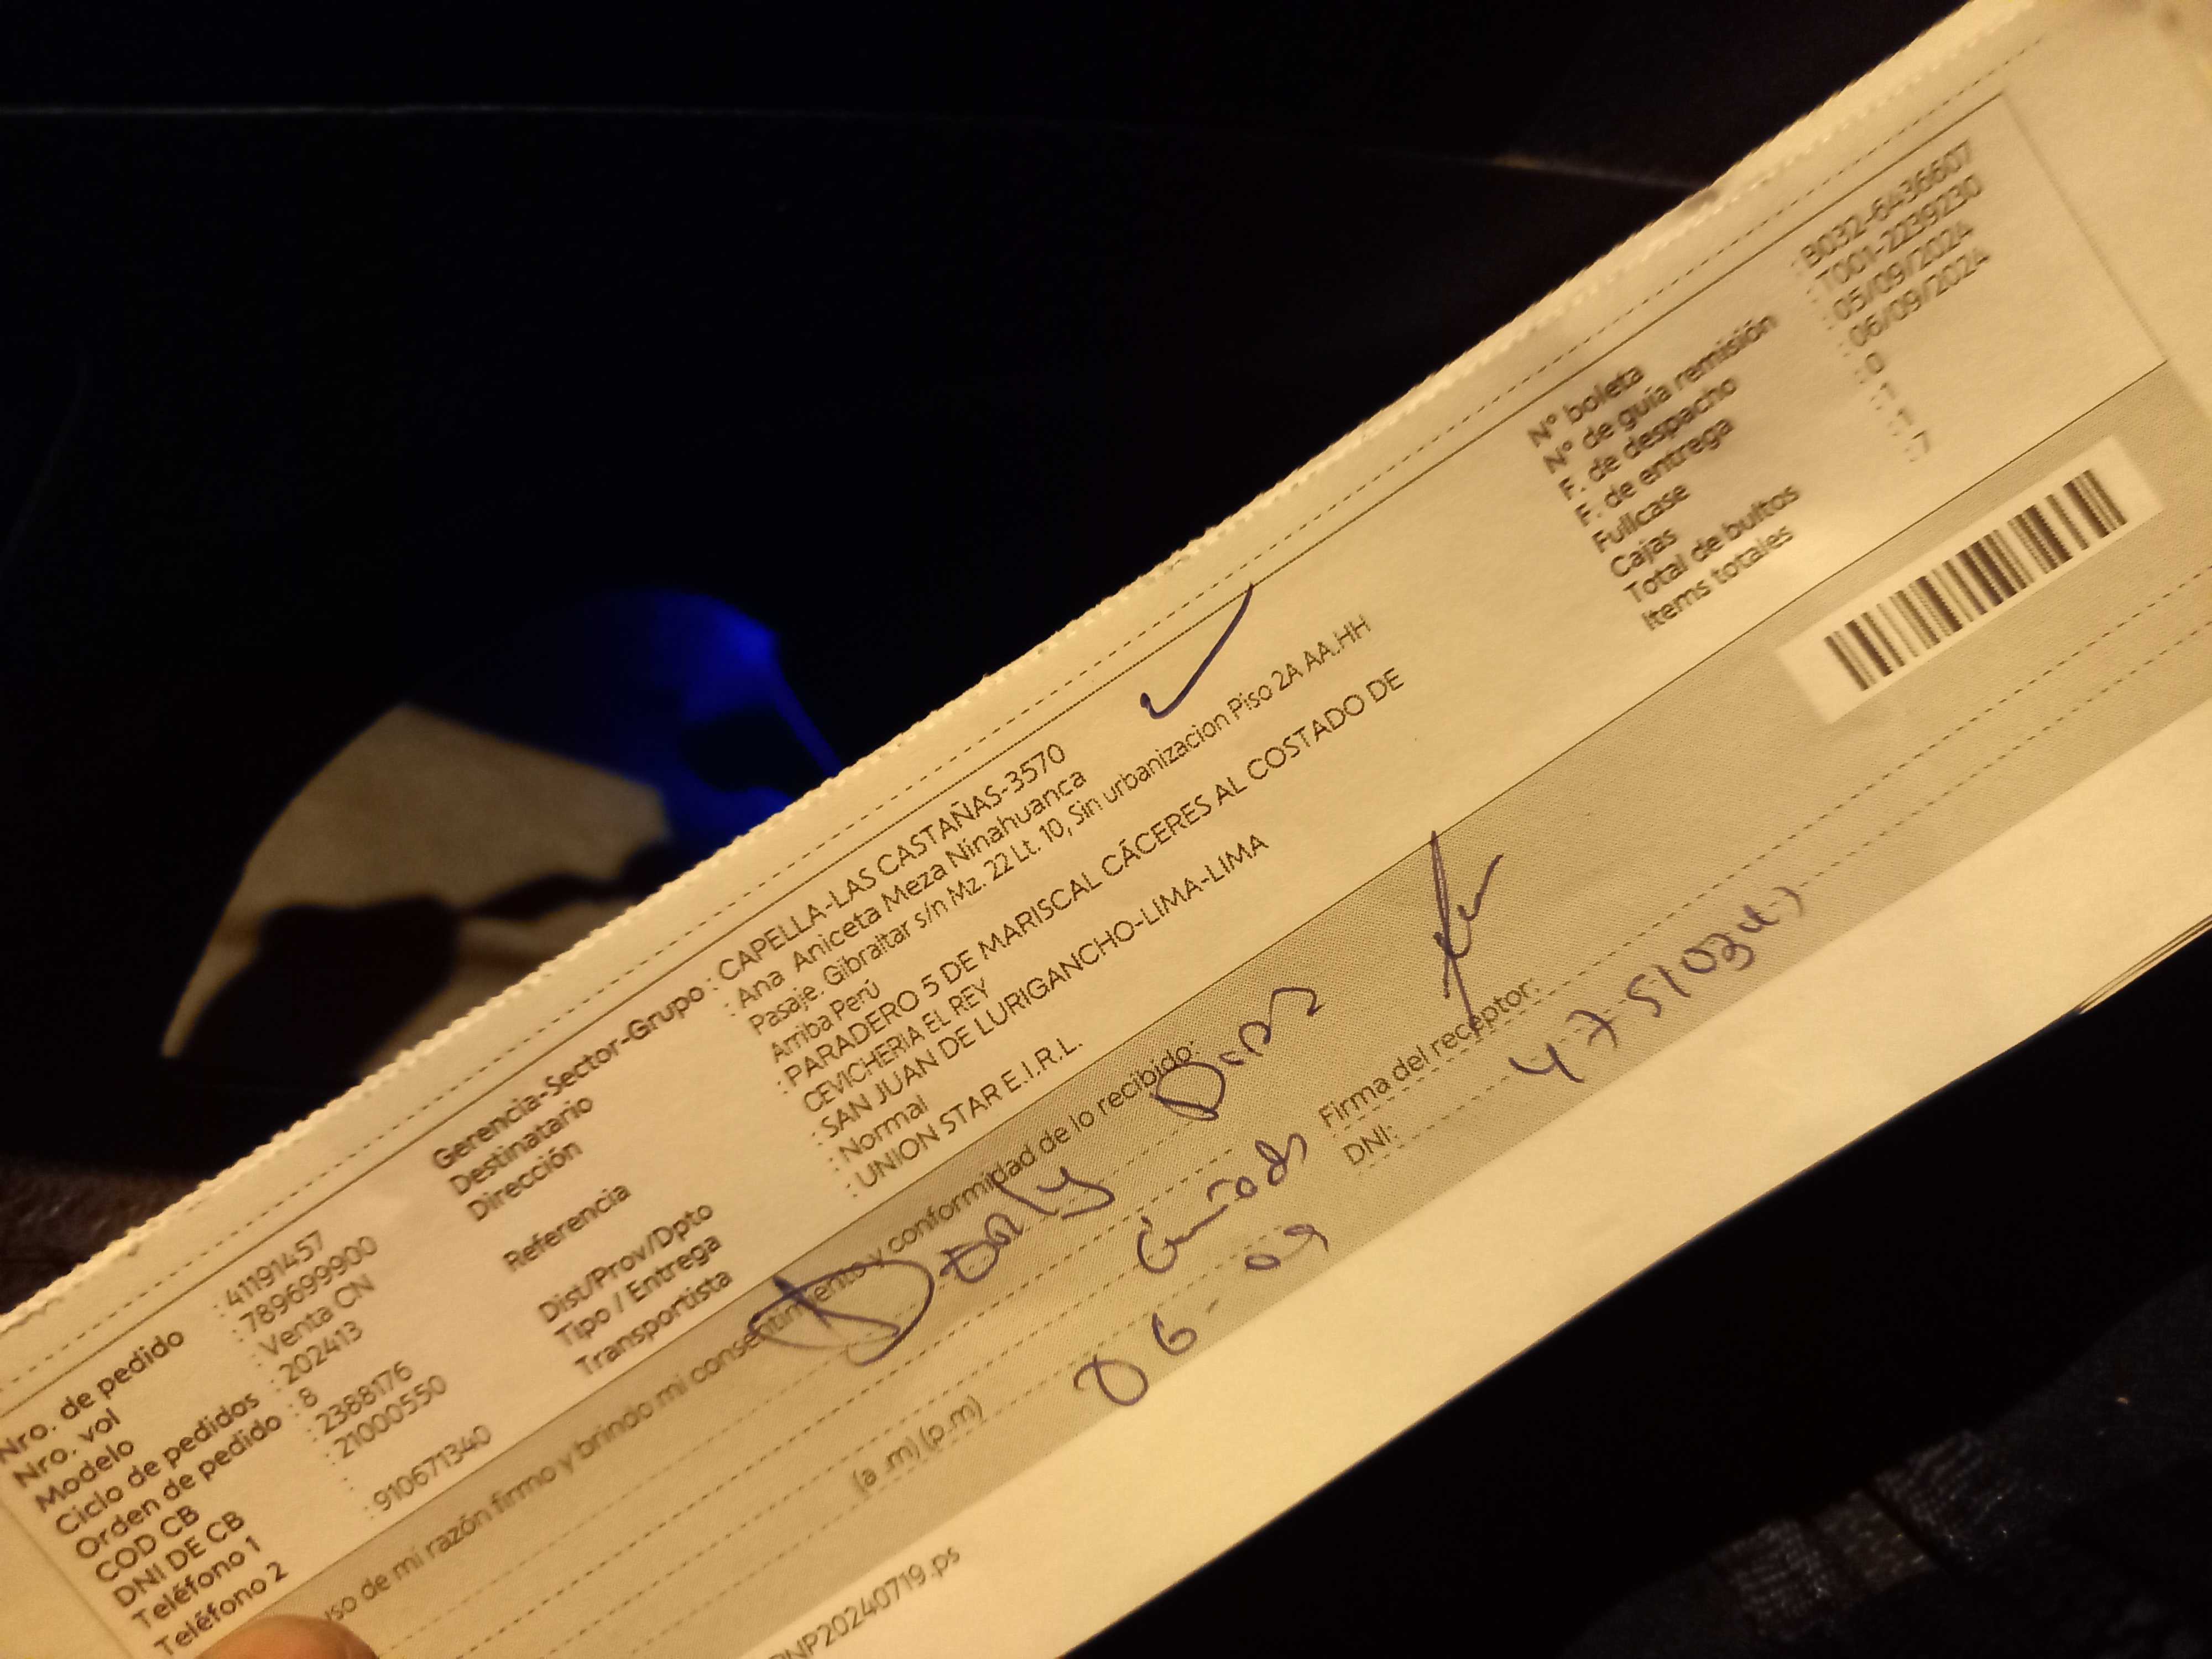 Nro. de pedido : 41191457
Nro. vol : 789699900
Modelo : Venta CN
Ciclo de pedidos : 202413
Orden de pedido : 8
COD CB : 2388176
DNI DE CB : 21000550
Teléfono 1 :
Teléfono 2 : 910671340
Gerencia-Sector-Grupo : CAPELLA-LAS CASTAÑAS-3570
Destinatario : Ana Aniceta Meza Ninahuanca
Dirección : Pasaje. Gibraltar s/n Mz. 22 Lt. 10, Sin urbanizacion Piso 2A AA.HH
Arriba Perú
Referencia : PARADERO 5 DE MARISCAL CÁCERES AL COSTADO DE
CEVICHERIA EL REY
Dist/Prov/Dpto : SAN JUAN DE LURIGANCHO-LIMA-LIMA
Tipo / Entrega : Normal
Transportista : UNION STAR E.I.R.L.
N° boleta : B032-6436607
N° de guía remisión : T001-2239230
F. de despacho : 05/09/2024
F. de entrega : 06/09/2024
Fullcase : 0
Cajas : 1
Total de bultos : 1
Items totales : 7
uso de mi razón firmo y brindo mi consentimiento y conformidad de lo recibido:
Firma del receptor:
DNI:
(a .m) (p.m)
06-09
PNP20240719.ps